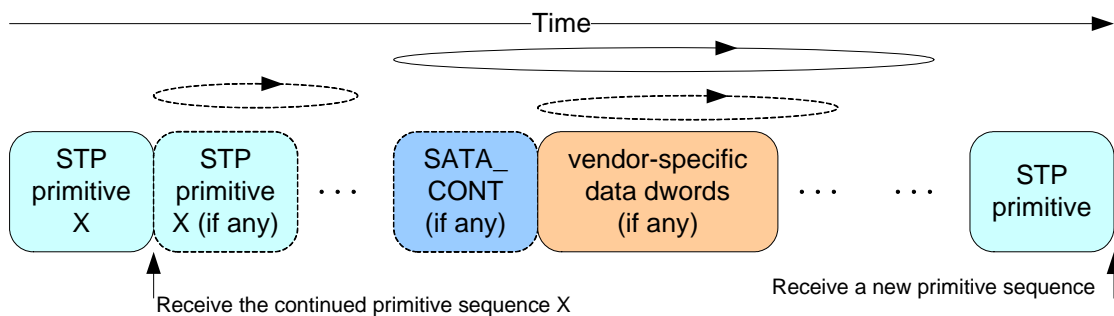 Time
STP
primitive
X
STP
primitive
X (if any)
. . .
SATA_
CONT
(if any)
vendor-specific
data dwords
(if any)
. . .
. . .
STP
primitive
Receive the continued primitive sequence X
Receive a new primitive sequence